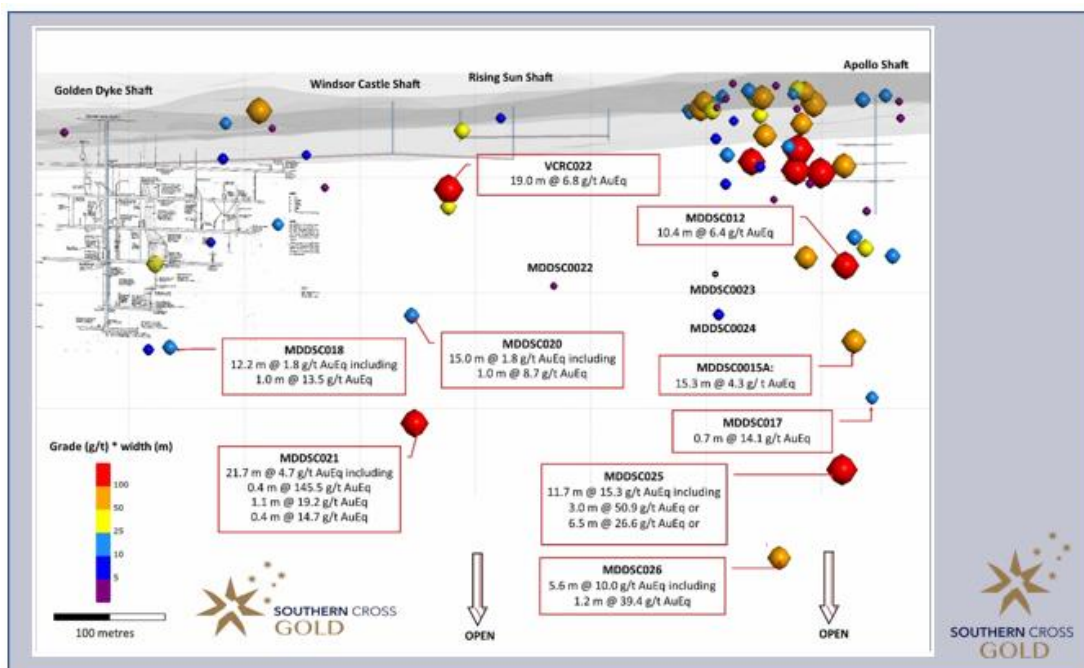 Apollo Shaft
Rising Sun Shaft
Windsor Castle Shaft
Golden Dyke Shaft
VCRC022
19.0 m @ 6.8 g/t AuEq
MDDSC012
10.4 m @ 6.4 g/t AuEq
MDDSC0022
MDDSC0023
MDDSC0024
MDDSC018
12.2 m @ 1.8 g/t AuEq including
1.0 m @ 13.5 g/t AuEq
MDDSC020
15.0 m @ 1.8 g/t AuEq including
1.0 m @ 8.7 g/t AuEq
MDDSC0015A:
15.3 m @ 4.3 g/ t AuEq
MDDSC017
0.7 m @ 14.1 g/t AuEq
Grade (g/t) * width (m)
100
50
25
10
5
100 metres
MDDSC021
21.7 m @ 4.7 g/t AuEq including
0.4 m @ 145.5 g/t AuEq
1.1 m @ 19.2 g/t AuEq
0.4 m @ 14.7 g/t AuEq
MDDSC025
11.7 m @ 15.3 g/t AuEq including
3.0 m @ 50.9 g/t AuEq or
6.5 m @ 26.6 g/t AuEq or
MDDSC026
5.6 m @ 10.0 g/t AuEq including
1.2 m @ 39.4 g/t AuEq
SOUTHERN CROSS
GOLD
OPEN
OPEN
SOUTHERN CROSS
GOLD